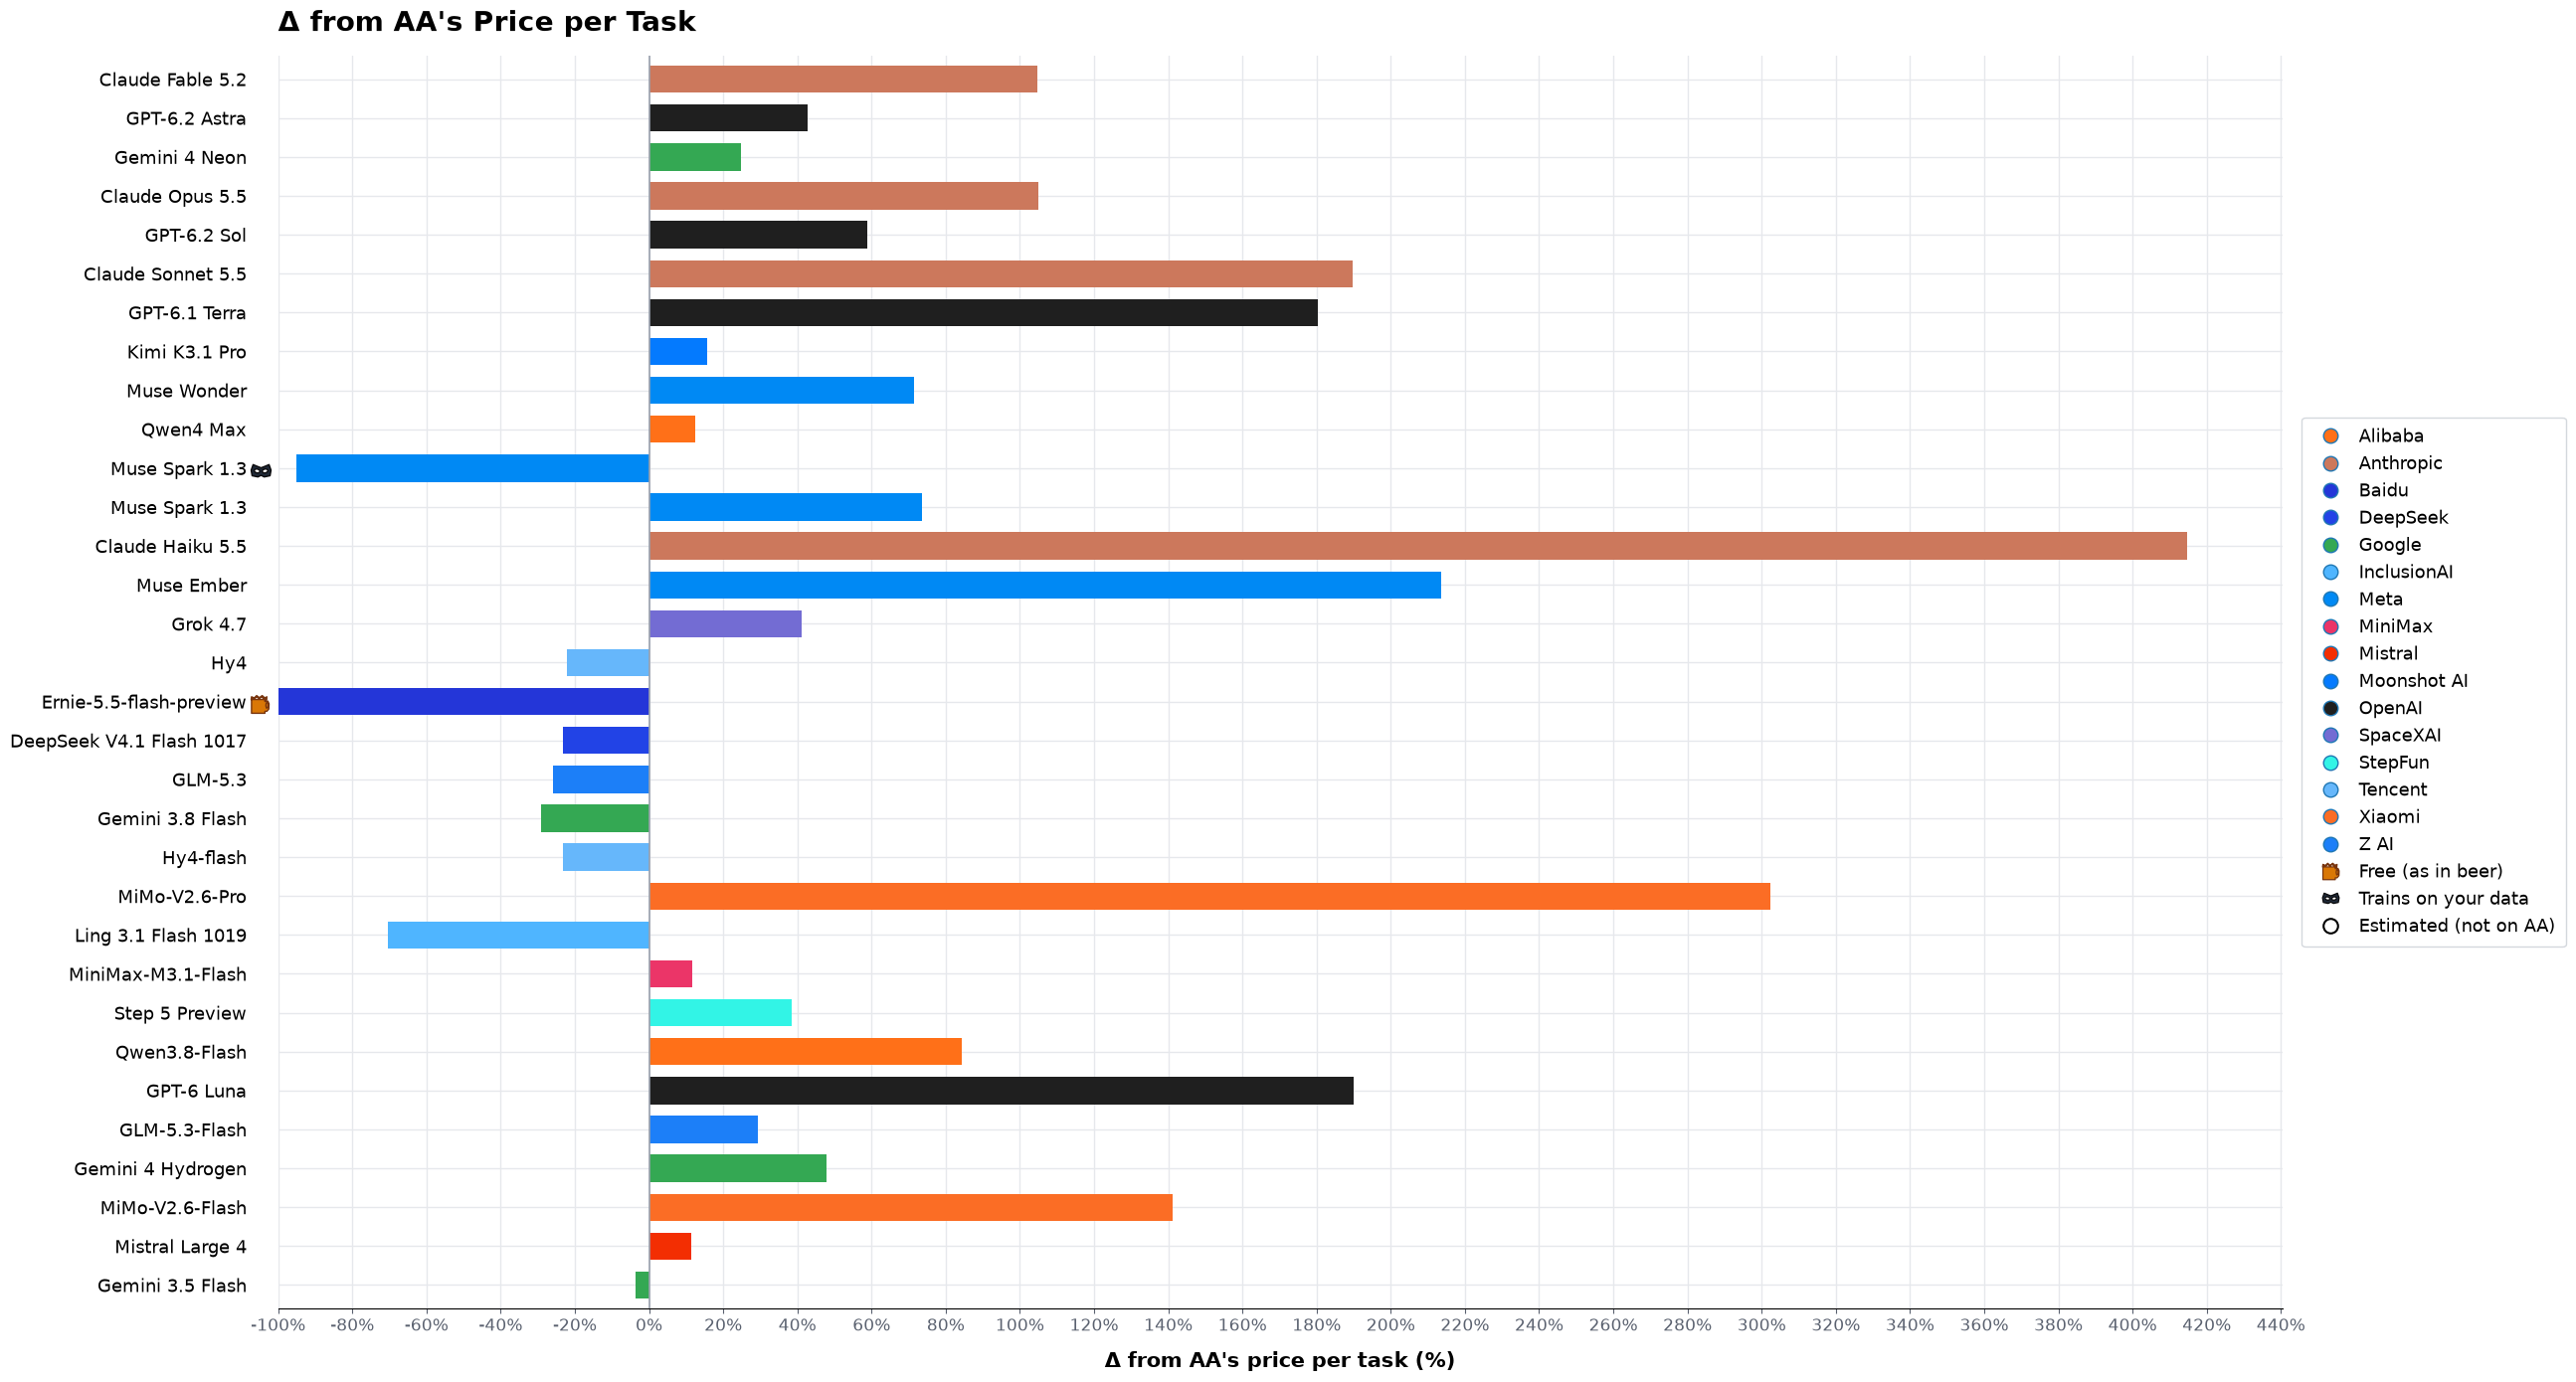 Δ from AA's Price per Task
Claude Fable 5.2
GPT-6.2 Astra
Gemini 4 Neon
Claude Opus 5.5
GPT-6.2 Sol
Claude Sonnet 5.5
GPT-6.1 Terra
Kimi K3.1 Pro
Muse Wonder
Qwen4 Max
Muse Spark 1.3
Muse Spark 1.3
Claude Haiku 5.5
Muse Ember
Grok 4.7
Hy4
Ernie-5.5-flash-preview
DeepSeek V4.1 Flash 1017
GLM-5.3
Gemini 3.8 Flash
Hy4-flash
MiMo-V2.6-Pro
Ling 3.1 Flash 1019
MiniMax-M3.1-Flash
Step 5 Preview
Qwen3.8-Flash
GPT-6 Luna
GLM-5.3-Flash
Gemini 4 Hydrogen
MiMo-V2.6-Flash
Mistral Large 4
Gemini 3.5 Flash
-100% -80% -60% -40% -20% 0% 20% 40% 60% 80% 100% 120% 140% 160% 180% 200% 220% 240% 260% 280% 300% 320% 340% 360% 380% 400% 420% 440%
Δ from AA's price per task (%)
Alibaba
Anthropic
Baidu
DeepSeek
Google
InclusionAI
Meta
MiniMax
Mistral
Moonshot AI
OpenAI
SpaceXAI
StepFun
Tencent
Xiaomi
Z AI
Free (as in beer)
Trains on your data
Estimated (not on AA)